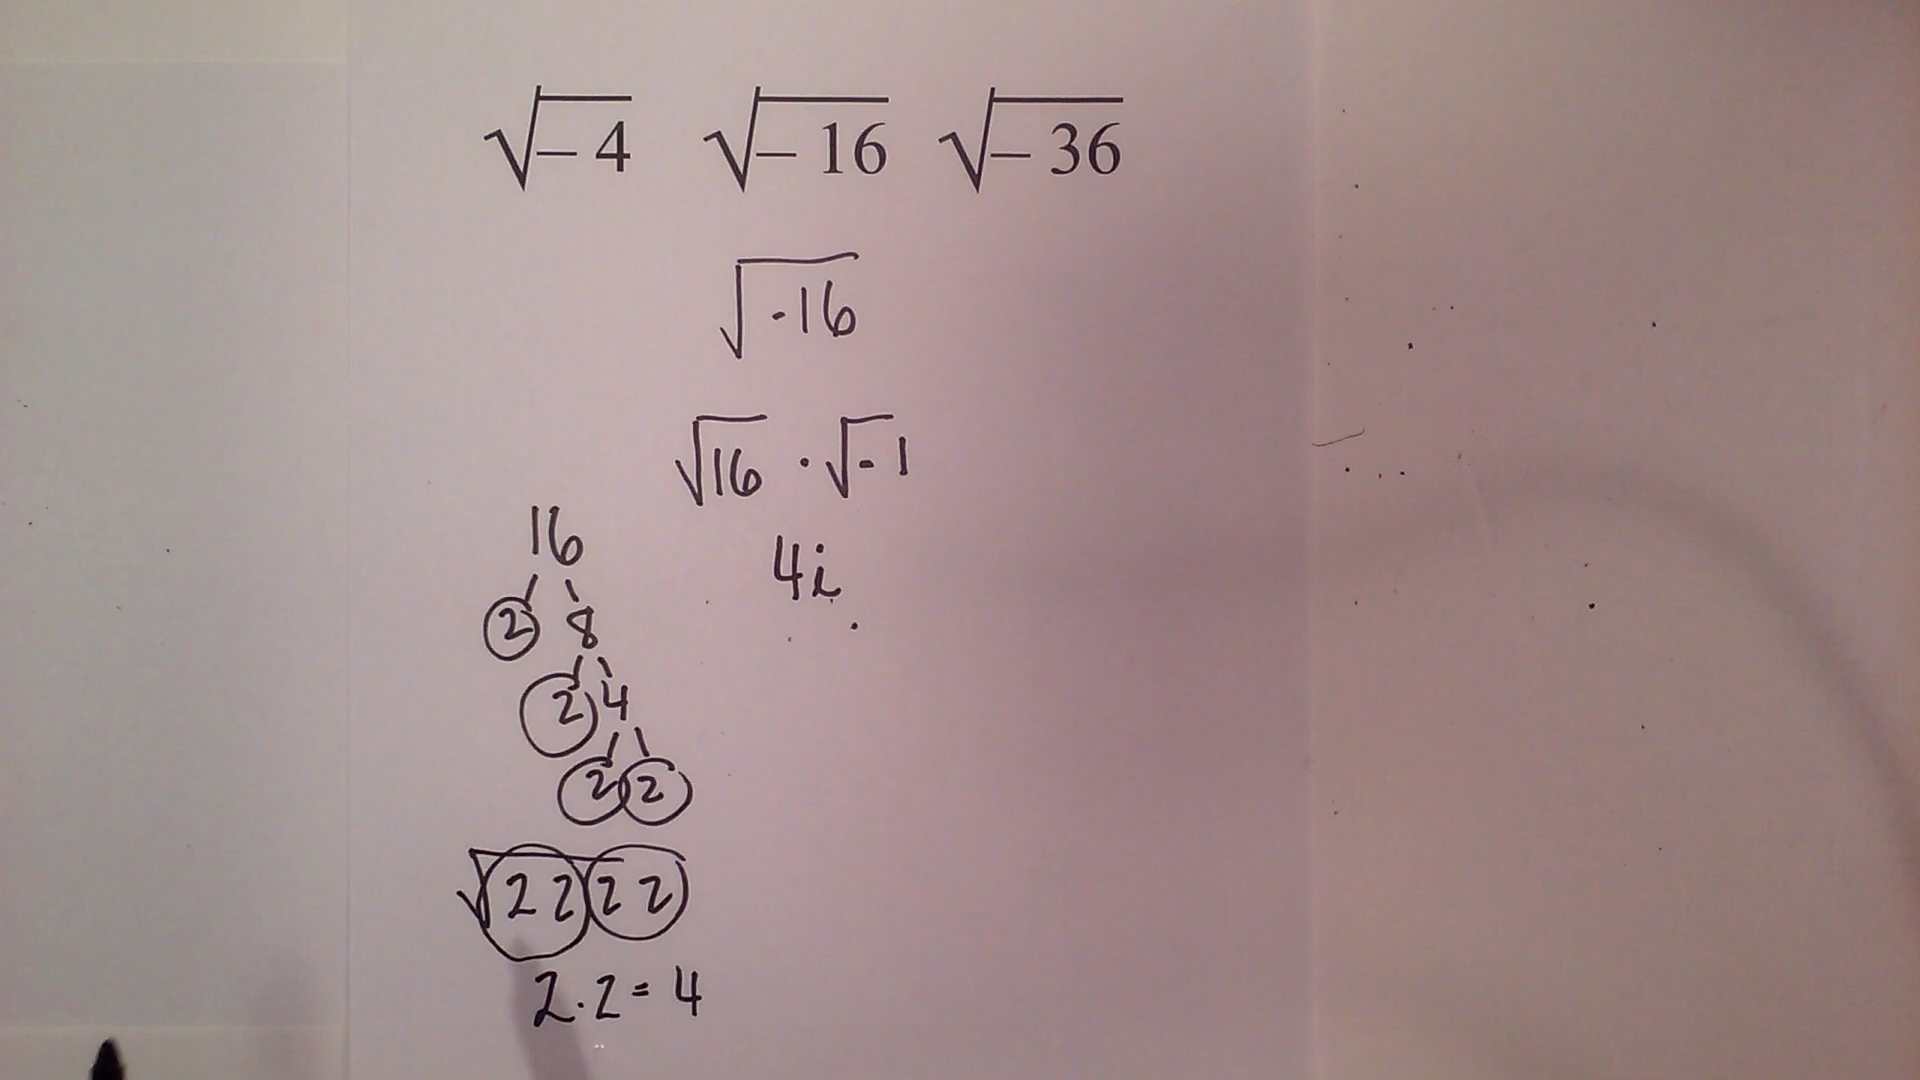 √-4 √-16 √-36
√-16
√16 · √-1
4i
16
2 8
2 4
2 2
√2 2 2 2
2 · 2 = 4